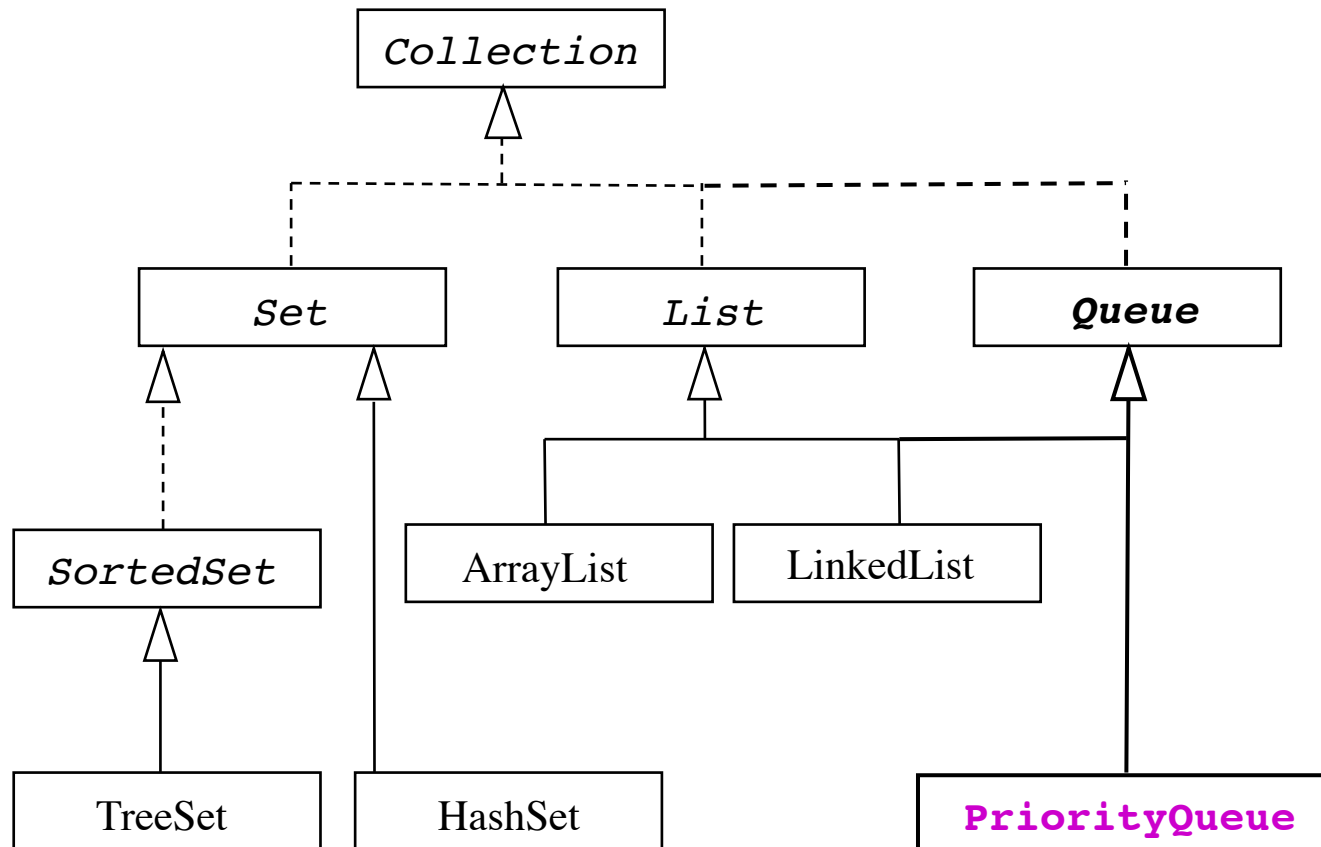 Collection
Set
List
Queue
SortedSet
ArrayList
LinkedList
TreeSet
HashSet
PriorityQueue